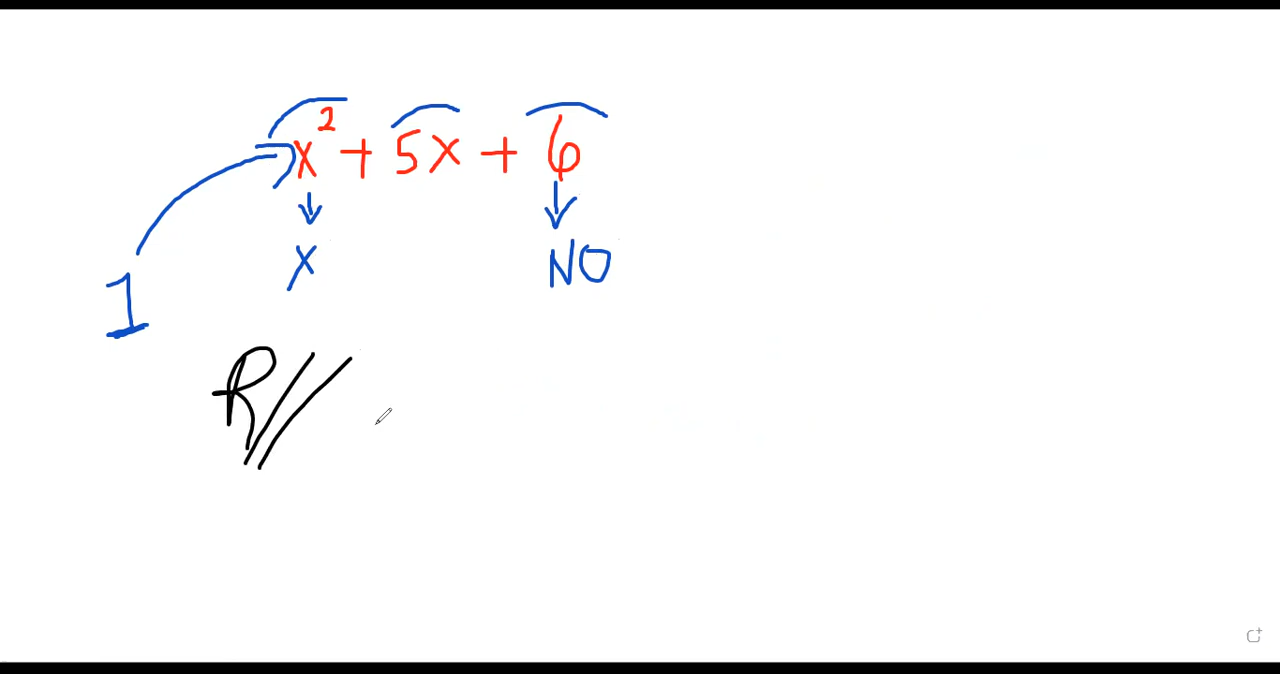 x² + 5x + 6
x NO
1
R//